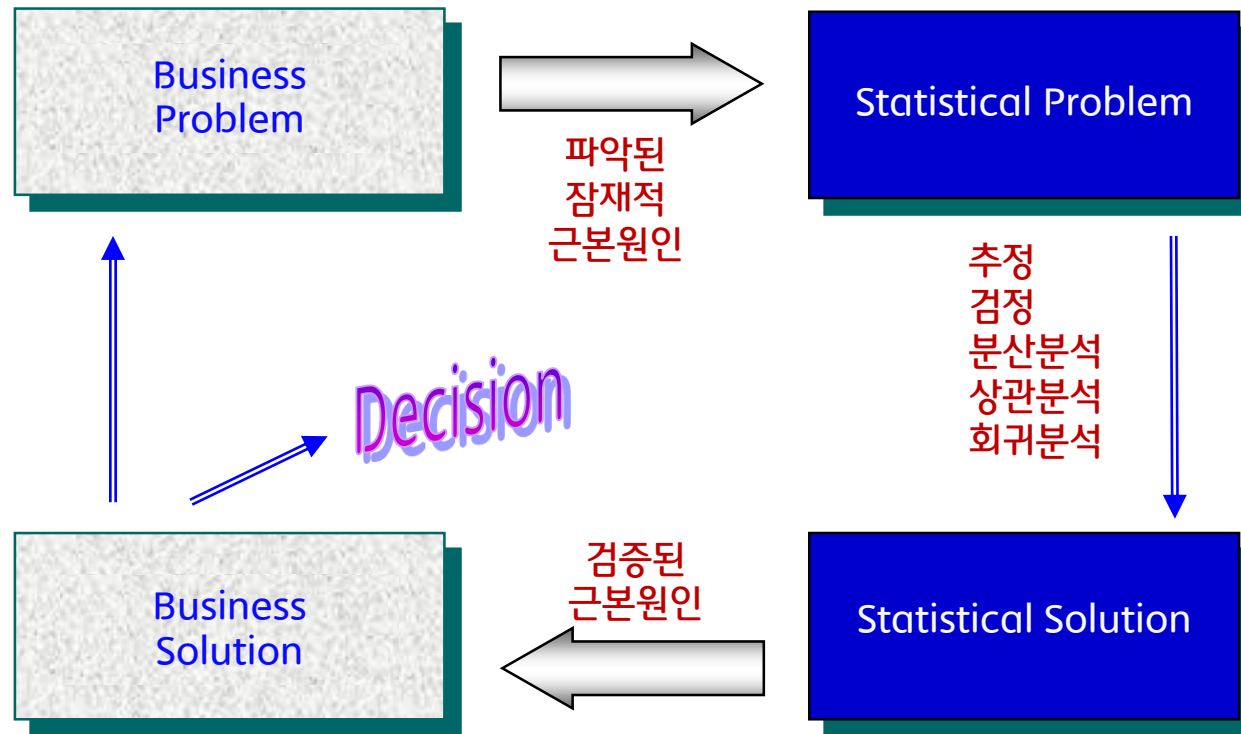 Business
Problem
Statistical Problem
파악된
잠재적
근본원인
추정
검정
분산분석
상관분석
회귀분석
Decision
검증된
근본원인
Business
Solution
Statistical Solution